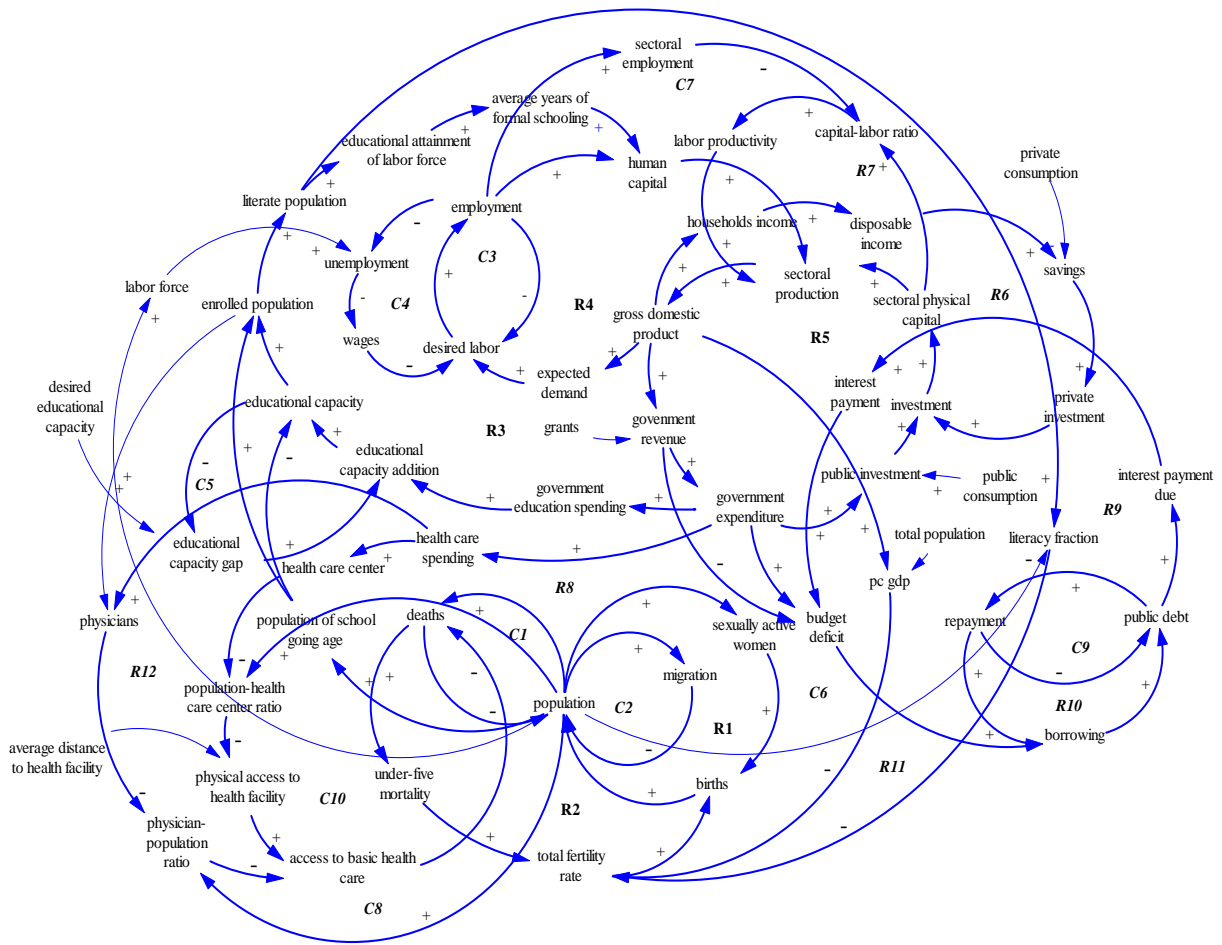 sectoral
employment
C7
average years of
formal schooling
labor productivity
capital-labor ratio
educational attainment
of labor force
private
consumption
human
capital
R7
literate population
employment
households income
disposable
income
unemployment
C3
savings
labor force
enrolled population
C4
R4
sectoral
production
sectoral physical
capital
R6
gross domestic
product
R5
wages
desired labor
expected
demand
interest
payment
desired
educational
capacity
educational capacity
investment
private
investment
R3
grants
government
revenue
educational
capacity addition
C5
public investment
public
consumption
interest payment
due
government
education spending
government
expenditure
R9
educational
capacity gap
health care center
health care
spending
total population
literacy fraction
pc gdp
R8
physicians
population of school
going age
deaths
C1
sexually active
women
budget
deficit
repayment
public debt
C9
R12
population-health
care center ratio
migration
population
C2
C6
R10
R1
borrowing
average distance
to health facility
physical access to
health facility
C10
under-five
mortality
births
R11
R2
physician-
population
ratio
access to basic health
care
total fertility
rate
C8